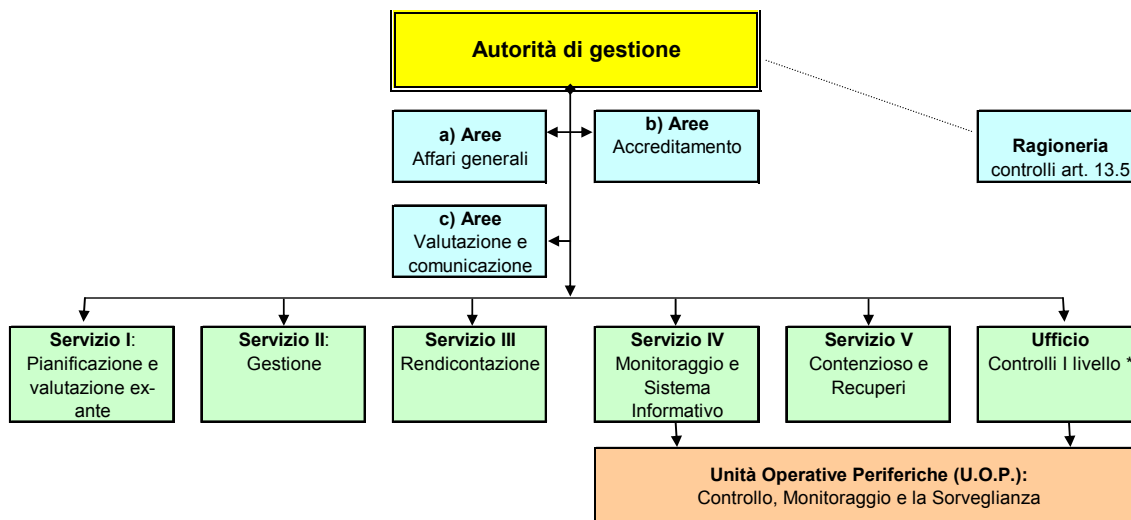 Autorità di gestione
a) Aree
Affari generali
b) Aree
Accreditamento
Ragioneria
controlli art. 13.5
c) Aree
Valutazione e
comunicazione
Servizio I:
Pianificazione e
valutazione ex-
ante
Servizio II:
Gestione
Servizio III
Rendicontazione
Servizio IV
Monitoraggio e
Sistema
Informativo
Servizio V
Contenzioso e
Recuperi
Ufficio
Controlli I livello *
Unità Operative Periferiche (U.O.P.):
Controllo, Monitoraggio e la Sorveglianza